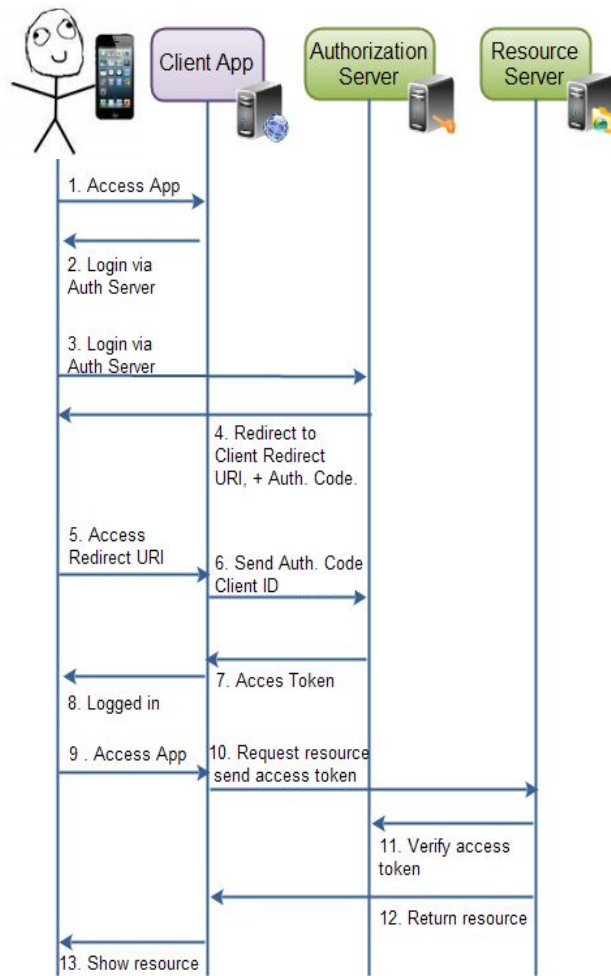 Client App
Authorization
Server
Resource
Server
1. Access App
2. Login via
Auth Server
3. Login via
Auth Server
4. Redirect to
Client Redirect
URI, + Auth. Code.
5. Access
Redirect URI
6. Send Auth. Code
Client ID
7. Acces Token
8. Logged in
9 . Access App
10. Request resource
send access token
11. Verify access
token
12. Return resource
13. Show resource